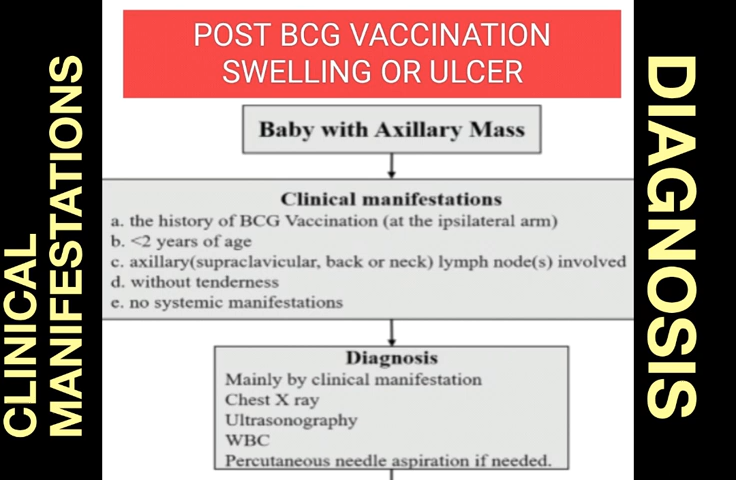 POST BCG VACCINATION
SWELLING OR ULCER
CLINICAL
MANIFESTATIONS
DIAGNOSIS
Baby with Axillary Mass
Clinical manifestations
a. the history of BCG Vaccination (at the ipsilateral arm)
b. <2 years of age
c. axillary(supraclavicular, back or neck) lymph node(s) involved
d. without tenderness
e. no systemic manifestations
Diagnosis
Mainly by clinical manifestation
Chest X ray
Ultrasonography
WBC
Percutaneous needle aspiration if needed.